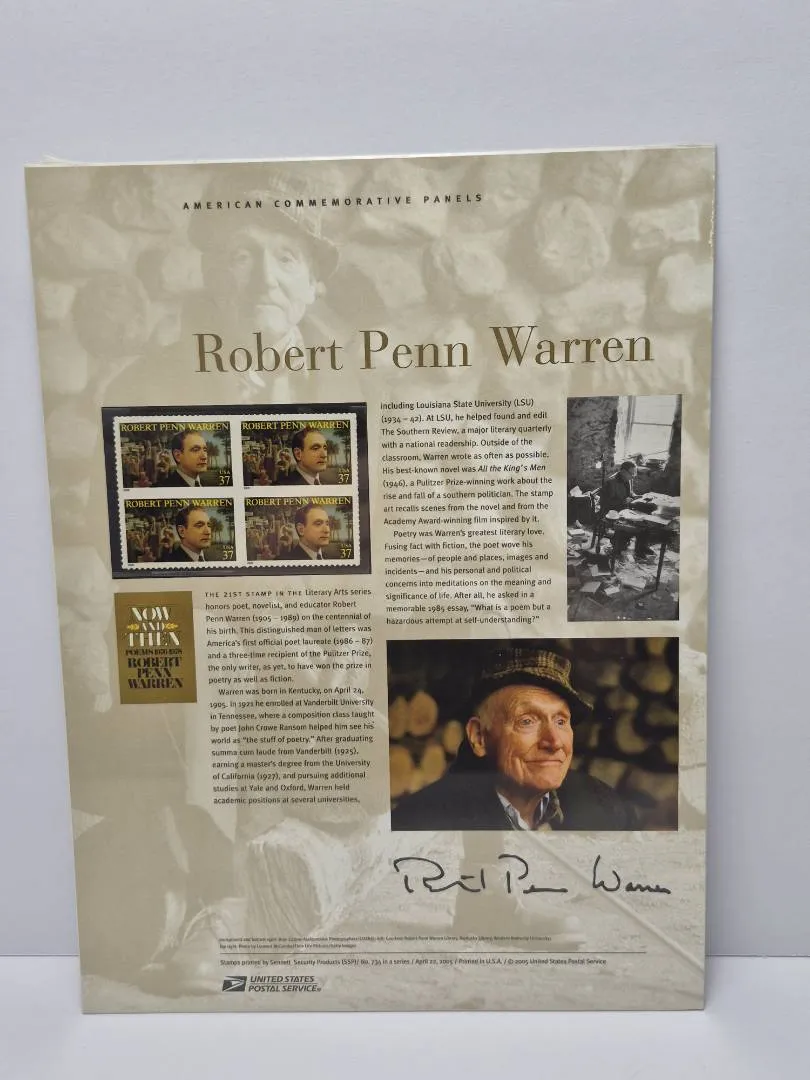 AMERICAN COMMEMORATIVE PANELS
Robert Penn Warren
ROBERT PENN WARREN
USA
37
ROBERT PENN WARREN
USA
37
ROBERT PENN WARREN
USA
37
ROBERT PENN WARREN
USA
37
NOW
AND
THEN
POEMS 1976-1978
ROBERT
PENN
WARREN
THE 21ST STAMP IN THE Literary Arts series
honors poet, novelist, and educator Robert
Penn Warren (1905 – 1989) on the centennial of
his birth. This distinguished man of letters was
America's first official poet laureate (1986 – 87)
and a three-time recipient of the Pulitzer Prize,
the only writer, as yet, to have won the prize in
poetry as well as fiction.
Warren was born in Kentucky, on April 24,
1905. In 1921 he enrolled at Vanderbilt University
in Tennessee, where a composition class taught
by poet John Crowe Ransom helped him see his
world as "the stuff of poetry." After graduating
summa cum laude from Vanderbilt (1925),
earning a master's degree from the University
of California (1927), and pursuing additional
studies at Yale and Oxford, Warren held
academic positions at several universities,
including Louisiana State University (LSU)
(1934 – 42). At LSU, he helped found and edit
The Southern Review, a major literary quarterly
with a national readership. Outside of the
classroom, Warren wrote as often as possible.
His best-known novel was All the King's Men
(1946), a Pulitzer Prize-winning work about the
rise and fall of a southern politician. The stamp
art recalls scenes from the novel and from the
Academy Award-winning film inspired by it.
Poetry was Warren's greatest literary love.
Fusing fact with fiction, the poet wove his
memories—of people and places, images and
incidents—and his personal and political
concerns into meditations on the meaning and
significance of life. After all, he asked in a
memorable 1985 essay, "What is a poem but a
hazardous attempt at self-understanding?"
Robert Penn Warren
Stamps printed by Sennett Security Products (SSP)/ No. 734 in a series / April 22, 2005 / Printed in U.S.A. / © 2005 United States Postal Service
UNITED STATES
POSTAL SERVICE®